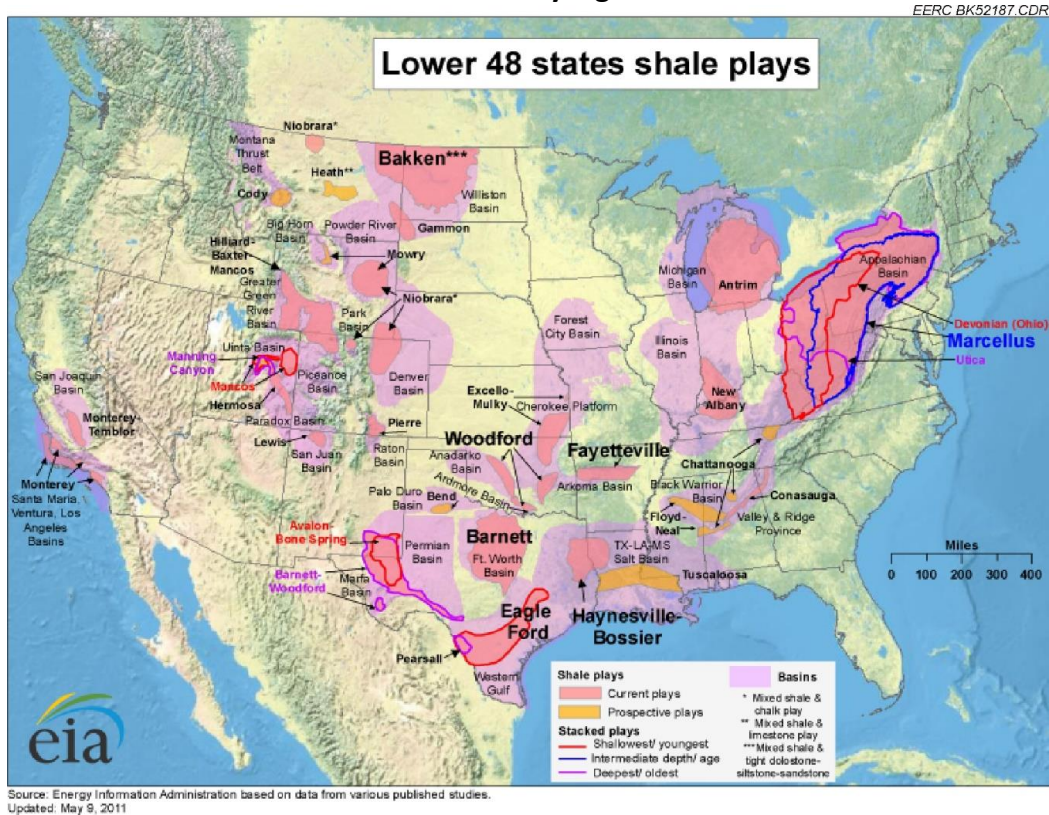 EERC BK52187.CDR
Lower 48 states shale plays
Niobrara*
Montana
Thrust
Belt
Bakken***
Heath**
Cody
Williston
Basin
Big Horn
Basin
Powder River
Basin
Gammon
Hilliard-
Baxter-
Mancos
Mowry
Greater
Green
River
Basin
Niobrara*
Park
Basin
Michigan
Basin
Antrim
Appalachian
Basin
Forest
City Basin
Illinois
Basin
Devonian (Ohio)
Marcellus
Utica
Uinta Basin
Manning
Canyon
Mancos
Piceance
Basin
Denver
Basin
San Joaquin
Basin
Hermosa
Excello-
Mulky
Cherokee Platform
New
Albany
Monterey-
Temblor
Paradox Basin
Pierre
Lewis
San Juan
Basin
Raton
Basin
Woodford
Anadarko
Basin
Fayetteville
Chattanooga
Monterey
Santa Maria,
Ventura, Los
Angeles
Basins
Palo Duro
Basin
Bend
Ardmore Basin
Arkoma Basin
Black Warrior
Basin
Conasauga
Floyd-
Neal
Valley & Ridge
Province
Avalon-
Bone Spring
Permian
Basin
Barnett
Ft. Worth
Basin
TX-LA-MS
Salt Basin
Tuscaloosa
Barnett-
Woodford
Marfa
Basin
Eagle
Ford
Haynesville-
Bossier
Pearsall
Western
Gulf
Miles
0 100 200 300 400
Shale plays
Current plays
Prospective plays
Stacked plays
Shallowest/ youngest
Intermediate depth/ age
Deepest/ oldest
Basins
* Mixed shale &
chalk play
** Mixed shale &
limestone play
***Mixed shale &
tight dolostone-
siltstone-sandstone
eia
Source: Energy Information Administration based on data from various published studies.
Updated: May 9, 2011